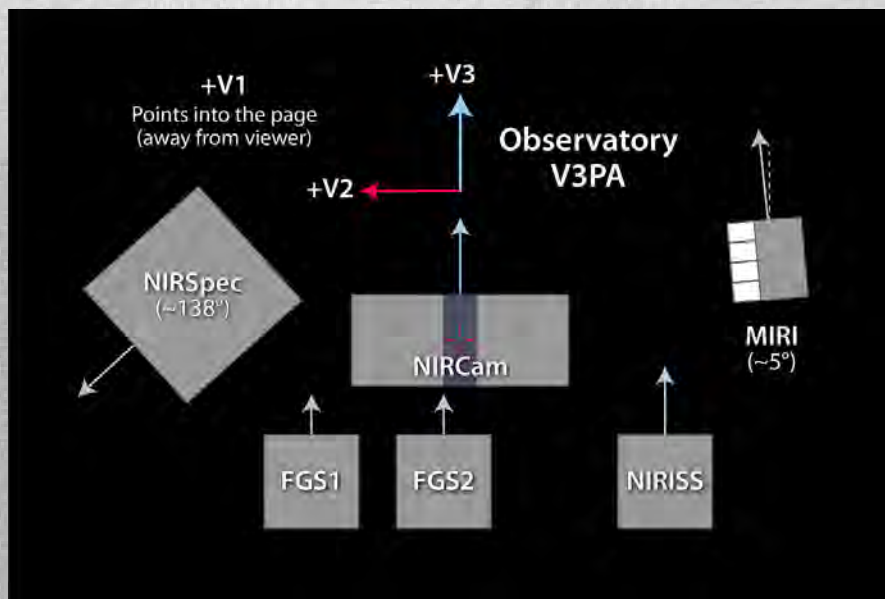 +V1
Points into the page
(away from viewer)
+V3
+V2
Observatory
V3PA
NIRSpec
(~138°)
NIRCam
MIRI
(~5°)
FGS1
FGS2
NIRISS